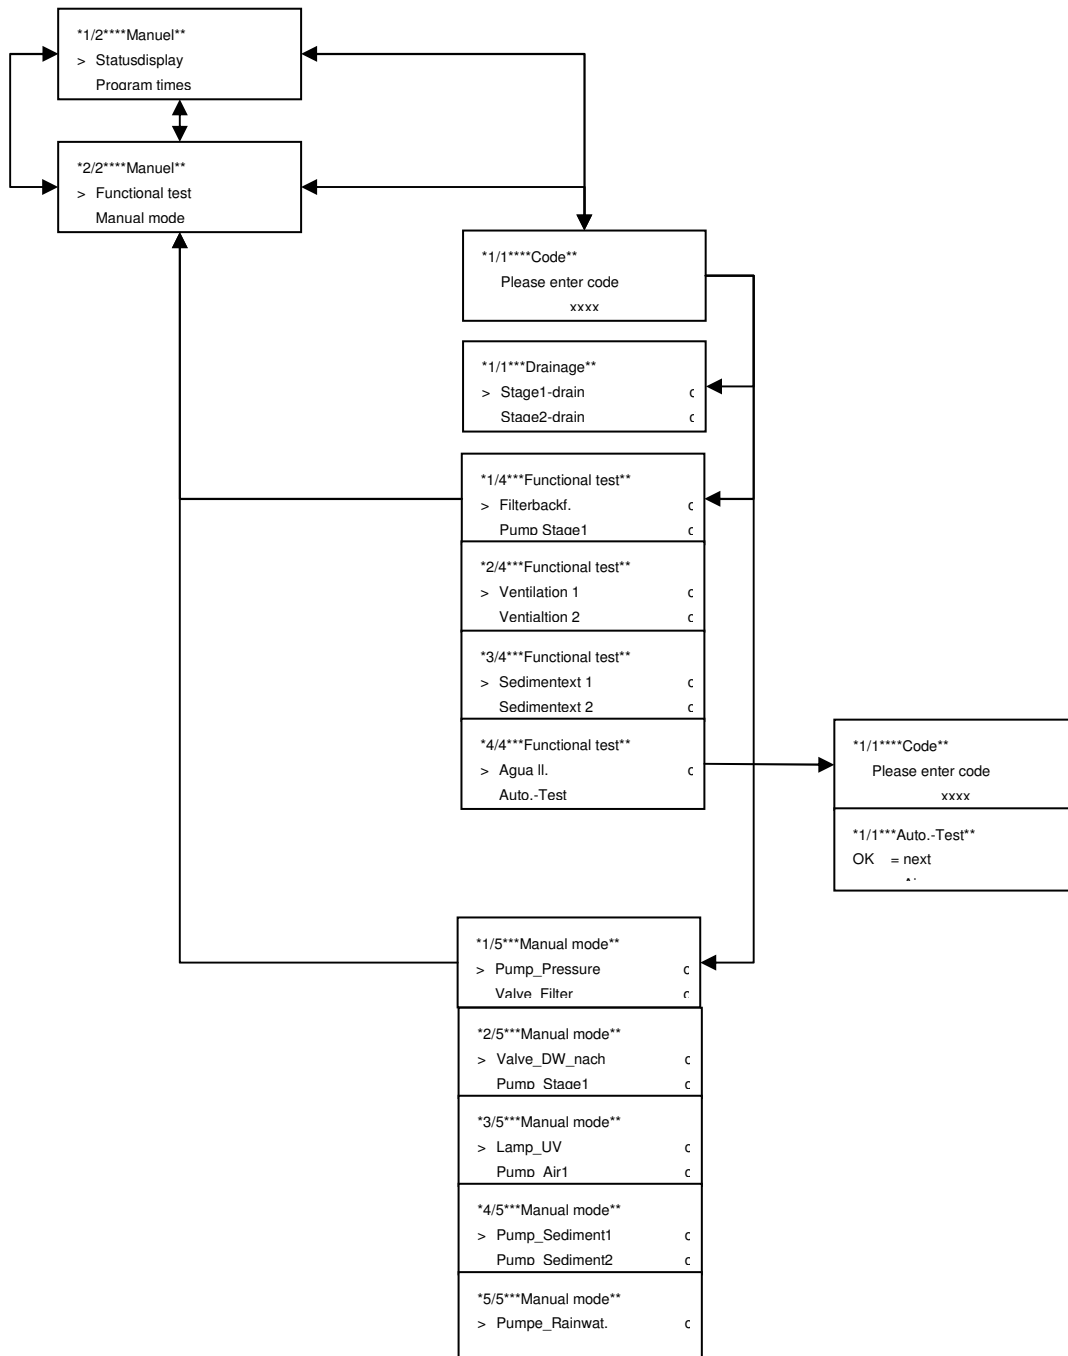 *1/2****Manuel**
> Statusdisplay
Program times
*2/2****Manuel**
> Functional test
Manual mode
*1/1****Code**
Please enter code
xxxx
*1/1***Drainage**
> Stage1-drain
Stage2-drain
*1/4***Functional test**
> Filterbackf.
Pump Stage1
*2/4***Functional test**
> Ventilation 1
Ventialtion 2
*3/4***Functional test**
> Sedimentext 1
Sedimentext 2
*4/4***Functional test**
> Agua ll.
Auto.-Test
*1/1****Code**
Please enter code
xxxx
*1/1***Auto.-Test**
OK = next
*1/5***Manual mode**
> Pump_Pressure
Valve_Filter
*2/5***Manual mode**
> Valve_DW_nach
Pump_Stage1
*3/5***Manual mode**
> Lamp_UV
Pump_Air1
*4/5***Manual mode**
> Pump_Sediment1
Pump_Sediment2
*5/5***Manual mode**
> Pumpe_Rainwat.